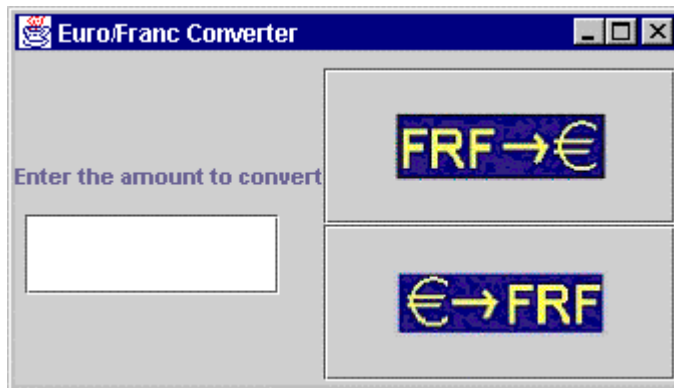 Euro/Franc Converter
FRF→€
Enter the amount to convert
€→FRF